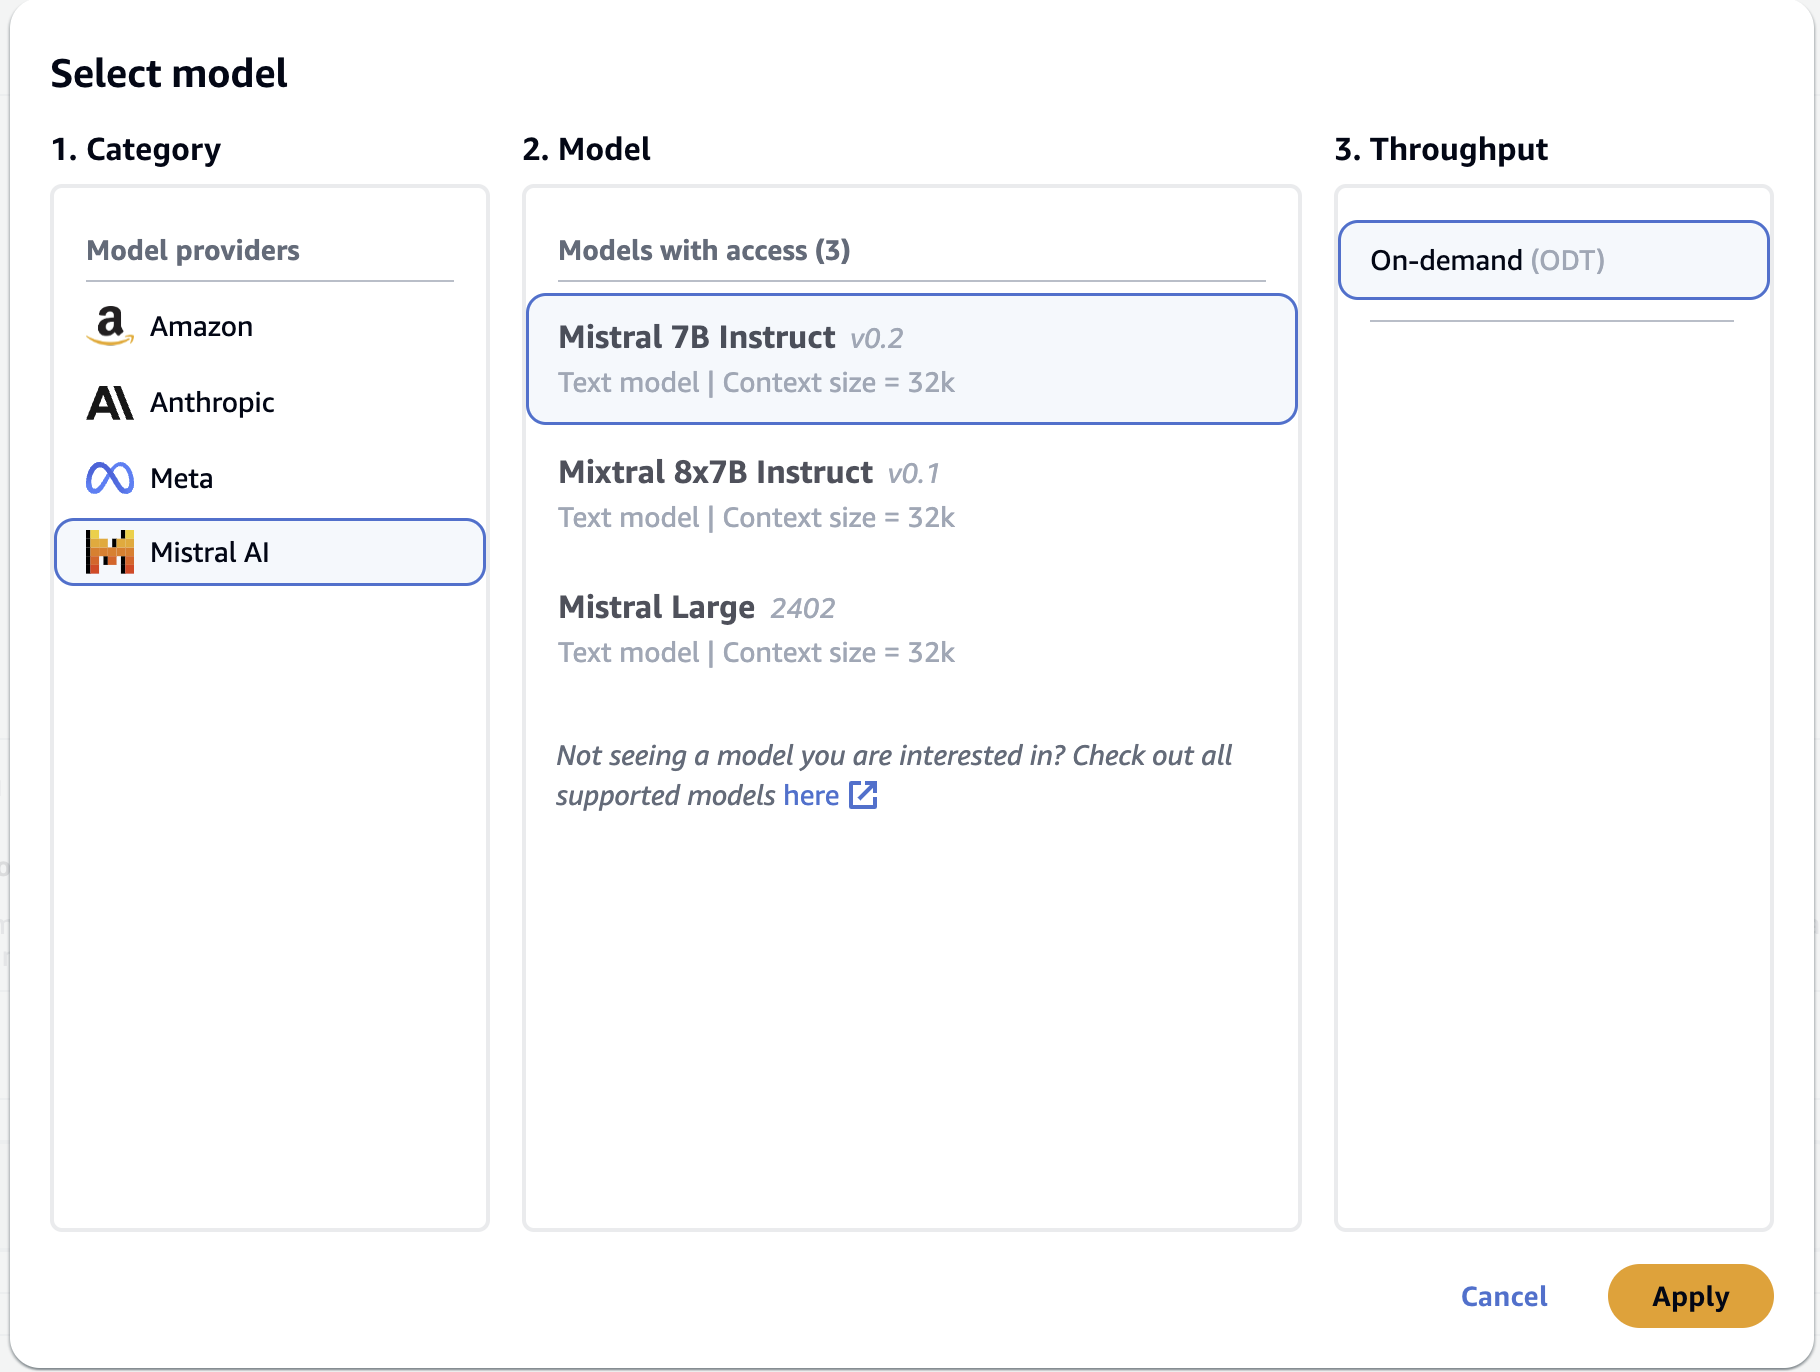 Select model
1. Category
Model providers
Amazon
Anthropic
Meta
Mistral AI
2. Model
Models with access (3)
Mistral 7B Instruct v0.2
Text model | Context size = 32k
Mixtral 8x7B Instruct v0.1
Text model | Context size = 32k
Mistral Large 2402
Text model | Context size = 32k
Not seeing a model you are interested in? Check out all
supported models here
3. Throughput
On-demand (ODT)
Cancel
Apply